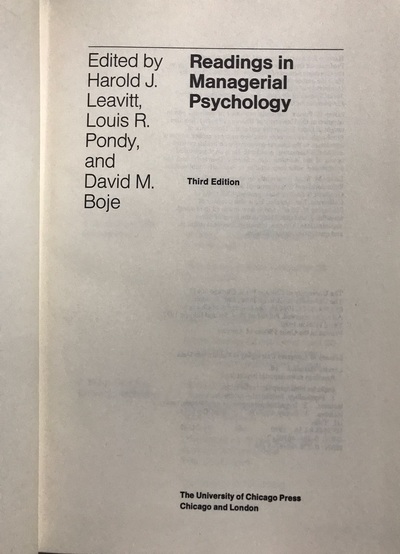 Edited by
Harold J.
Leavitt,
Louis R.
Pondy,
and
David M.
Boje
Readings in
Managerial
Psychology
Third Edition
The University of Chicago Press
Chicago and London